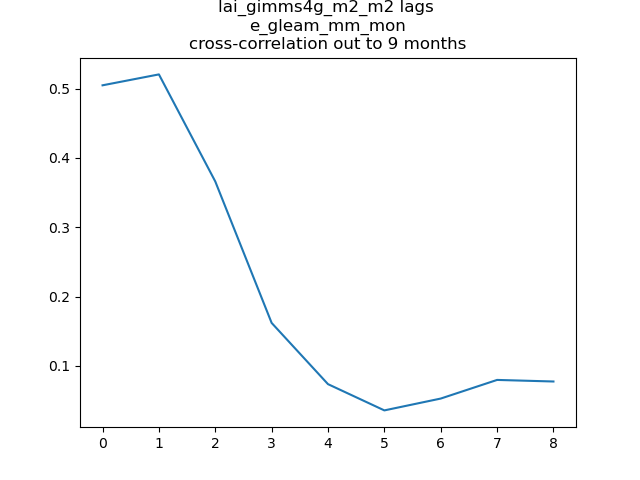 lai_gimms4g_m2_m2 lags
e_gleam_mm_mon
cross-correlation out to 9 months
0.5
0.4
0.3
0.2
0.1
0 1 2 3 4 5 6 7 8